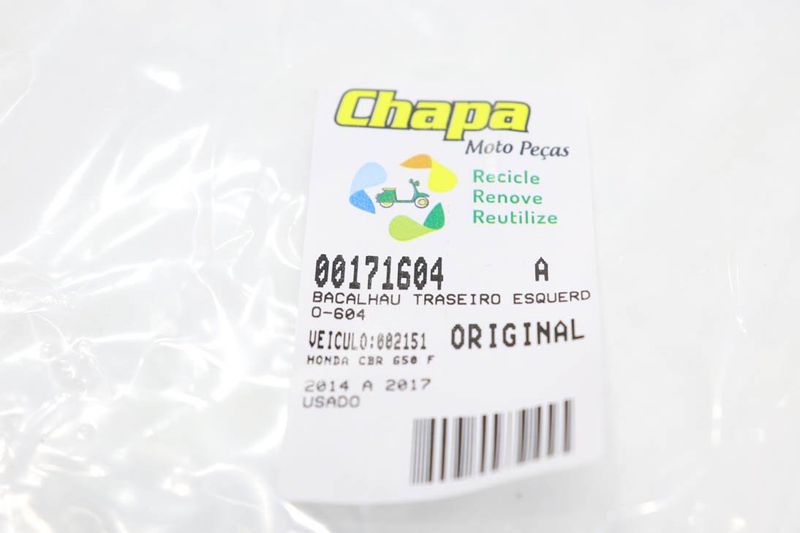 Chapa
Moto Peças
Recicle
Renove
Reutilize
00171604 A
BACALHAU TRASEIRO ESQUERD
O-604
VEICULO:002151 ORIGINAL
HONDA CBR 650 F
2014 A 2017
USADO